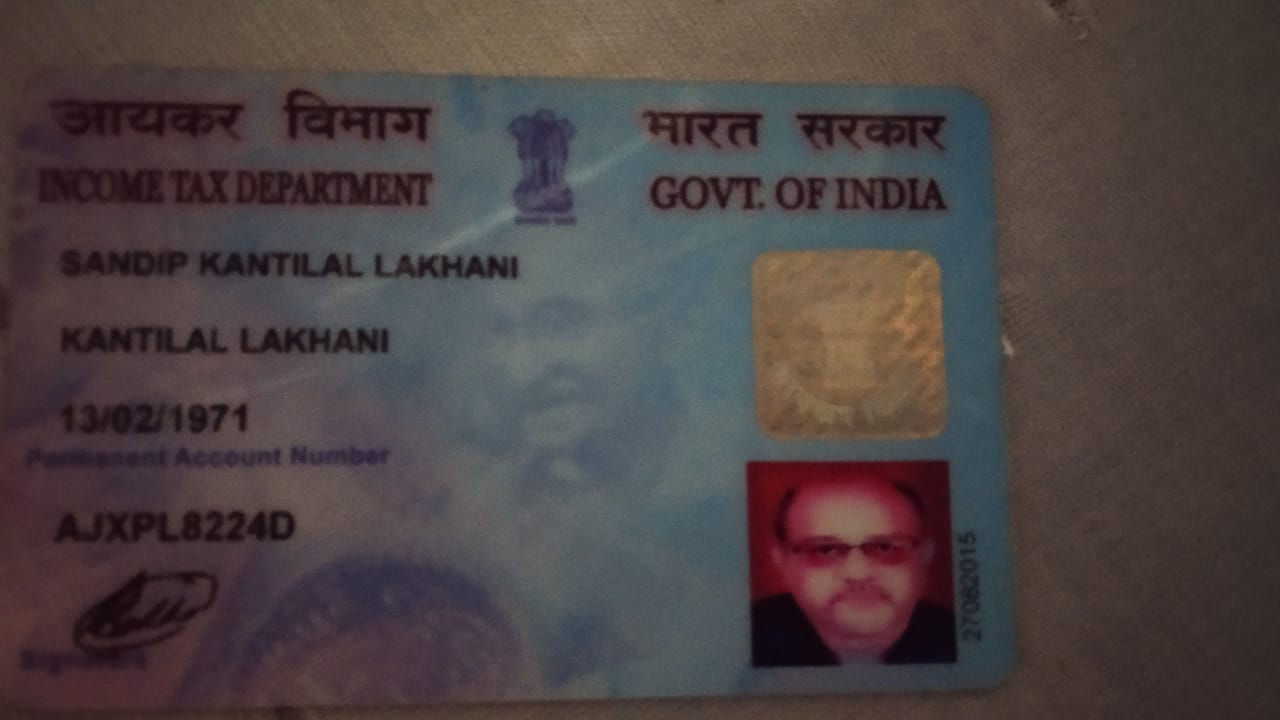 आयकर विभाग
INCOME TAX DEPARTMENT
भारत सरकार
GOVT. OF INDIA
SANDIP KANTILAL LAKHANI
KANTILAL LAKHANI
13/02/1971
Permanent Account Number
AJXPL8224D
Signature
27082015